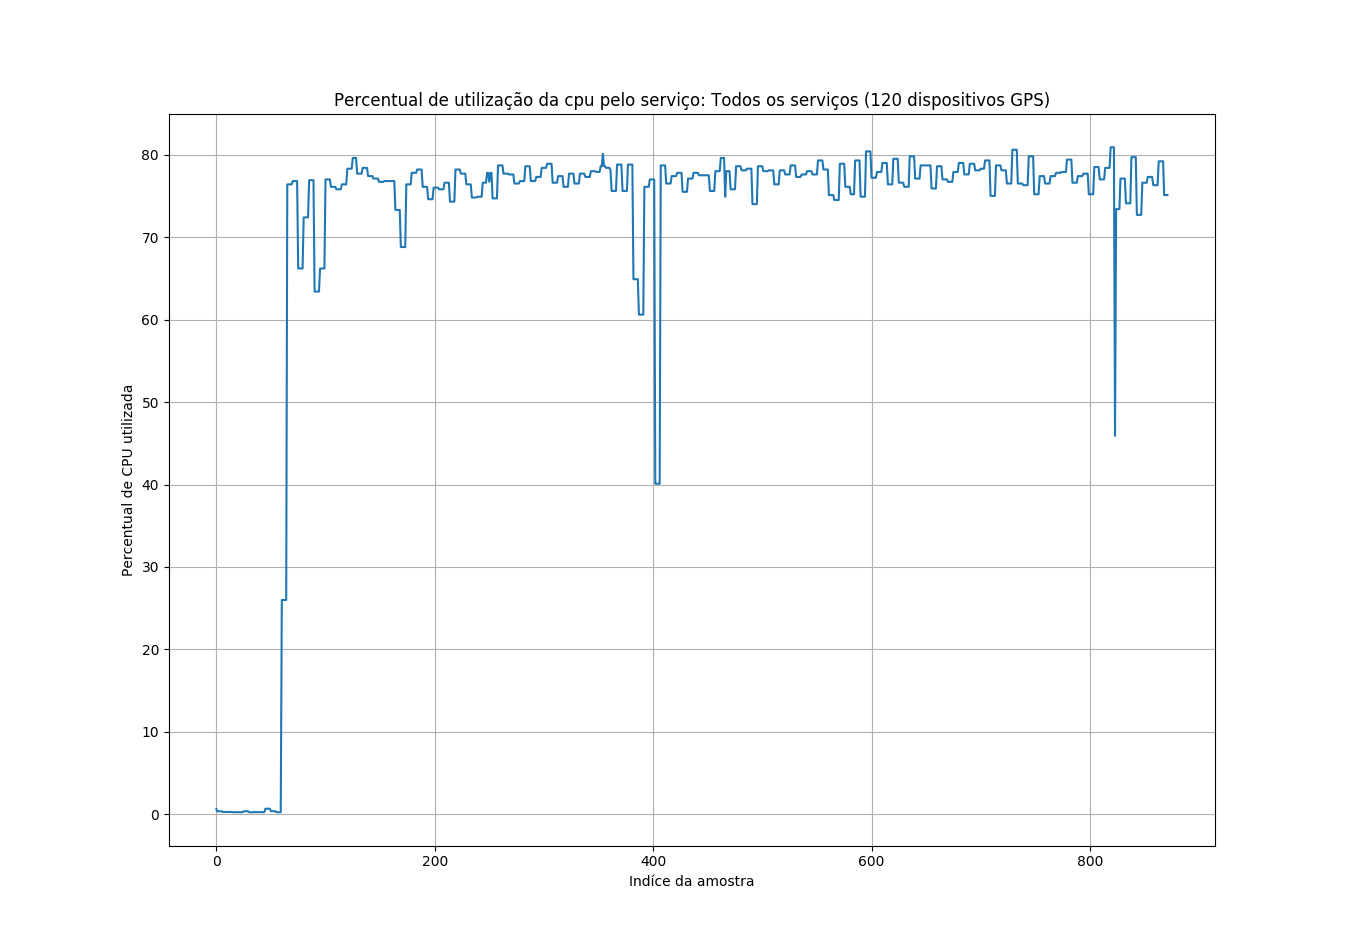 Percentual de utilização da cpu pelo serviço: Todos os serviços (120 dispositivos GPS)
80
70
60
50
40
30
20
10
0
Percentual de CPU utilizada
0 200 400 600 800
Indíce da amostra